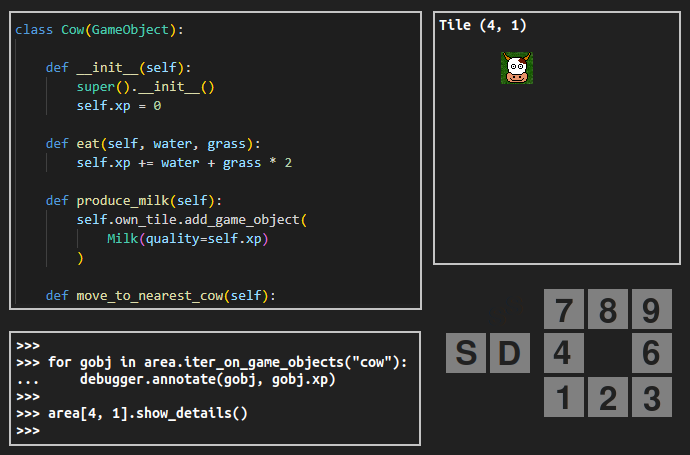 class Cow(GameObject):
def __init__(self):
super().__init__()
self.xp = 0
def eat(self, water, grass):
self.xp += water + grass * 2
def produce_milk(self):
self.own_tile.add_game_object(
Milk(quality=self.xp)
)
def move_to_nearest_cow(self):
>>>
>>> for gobj in area.iter_on_game_objects("cow"):
...     debugger.annotate(gobj, gobj.xp)
>>>
>>> area[4, 1].show_details()
>>>
Tile (4, 1)
7 8 9
S D 4 6
1 2 3